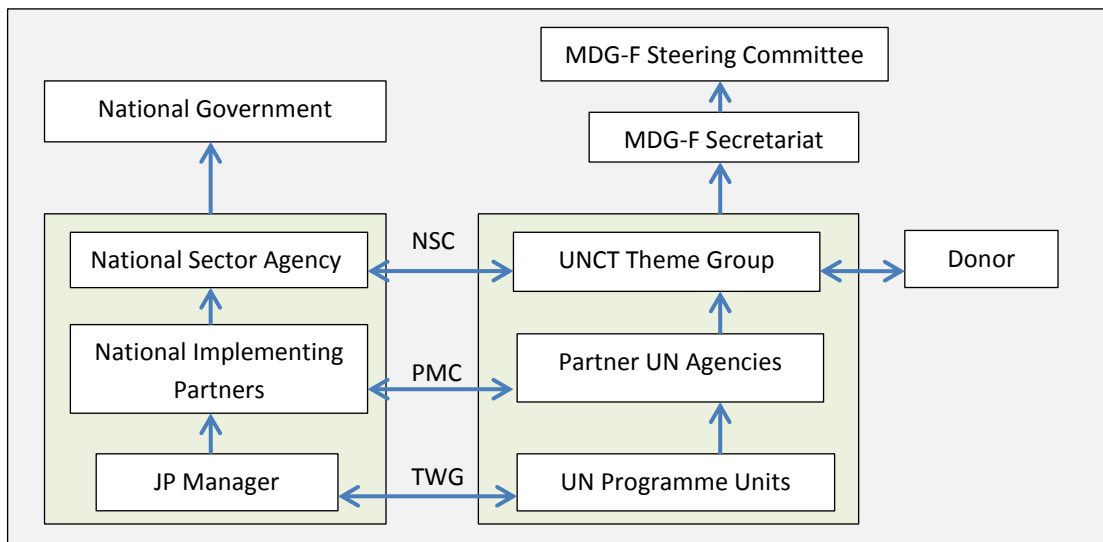 MDG-F Steering Committee
National Government
MDG-F Secretariat
NSC
National Sector Agency
UNCT Theme Group
Donor
National Implementing
Partners
PMC
Partner UN Agencies
JP Manager
TWG
UN Programme Units